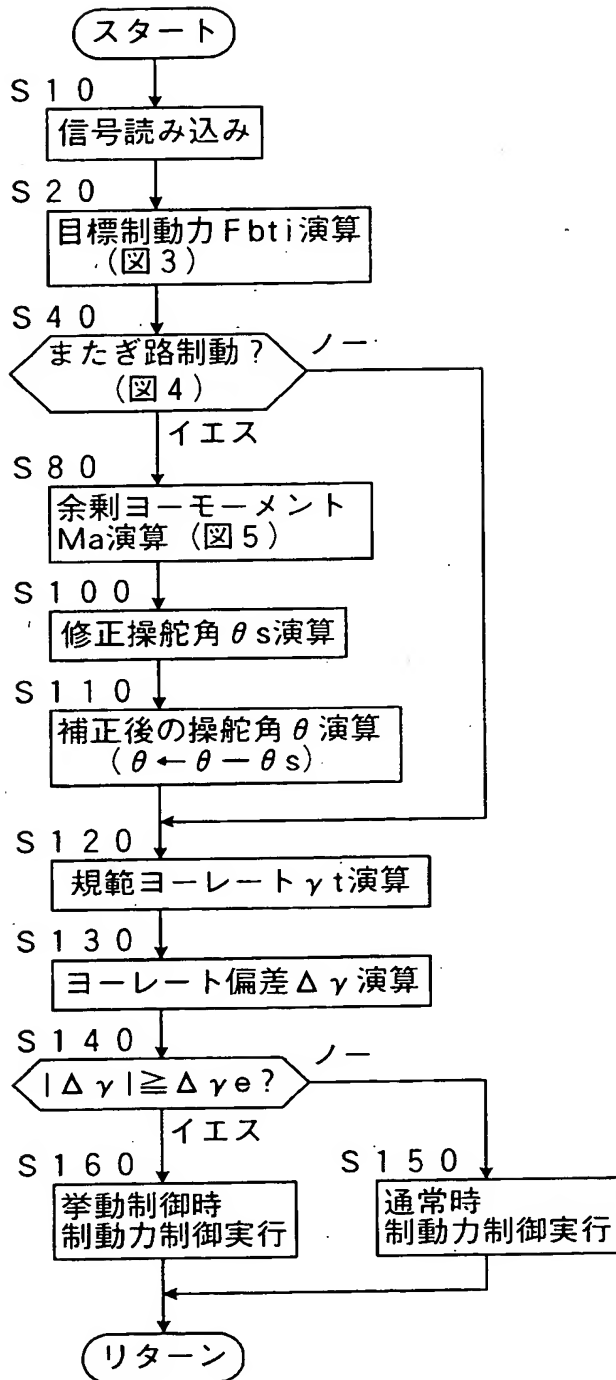 スタート
S10
信号読み込み
S20
目標制動力Fbti演算
(図3)
S40
またぎ路制動?
(図4)
ノー
イエス
S80
余剰ヨーモーメント
Ma演算(図5)
S100
修正操舵角θs演算
S110
補正後の操舵角θ演算
(θ←θ－θs)
S120
規範ヨーレートγt演算
S130
ヨーレート偏差Δγ演算
S140
|Δγ|≧Δγe?
ノー
イエス
S160
挙動制御時
制動力制御実行
S150
通常時
制動力制御実行
リターン